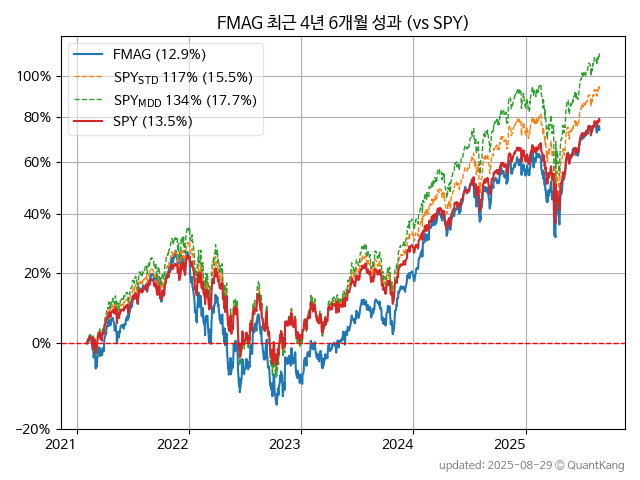 FMAG 최근 4년 6개월 성과 (vs SPY)
FMAG (12.9%)
SPY_STD 117% (15.5%)
SPY_MDD 134% (17.7%)
SPY (13.5%)
100%
80%
60%
40%
20%
0%
−20%
2021
2022
2023
2024
2025
updated: 2025-08-29 © QuantKang